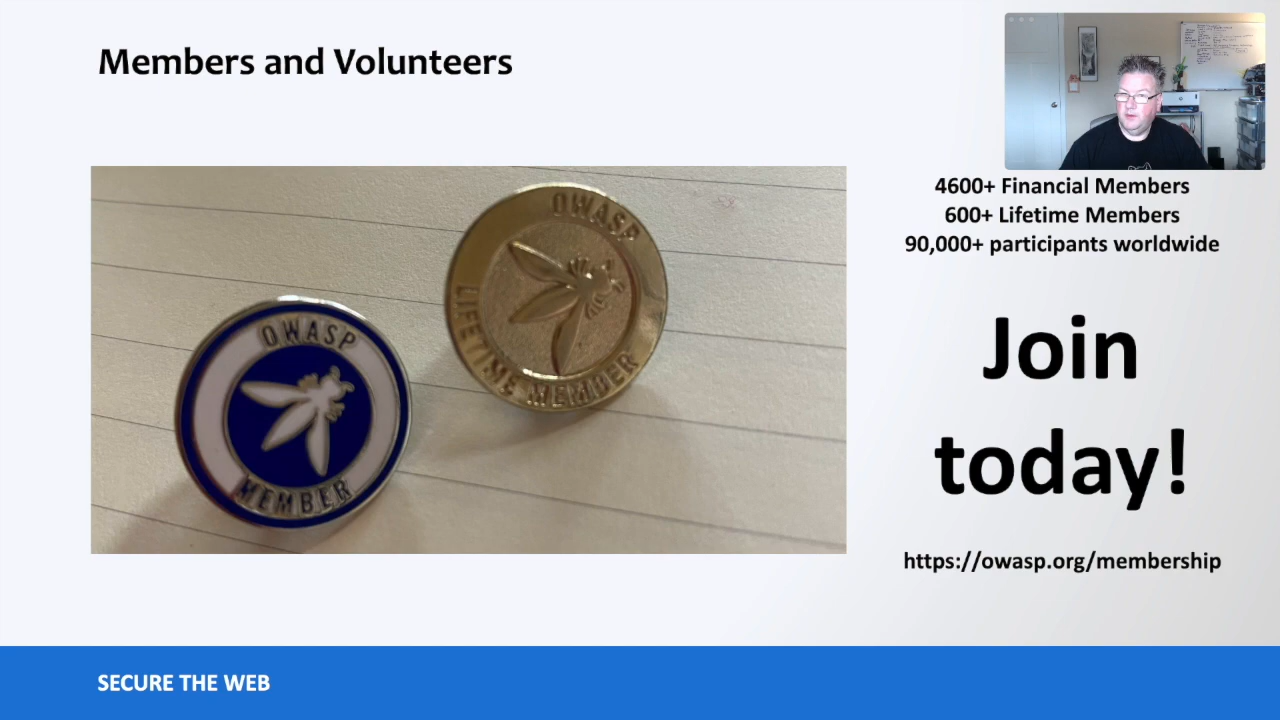 Members and Volunteers
4600+ Financial Members
600+ Lifetime Members
90,000+ participants worldwide
OWASP
LIFETIME MEMBER
OWASP
MEMBER
Join
today!
https://owasp.org/membership
SECURE THE WEB